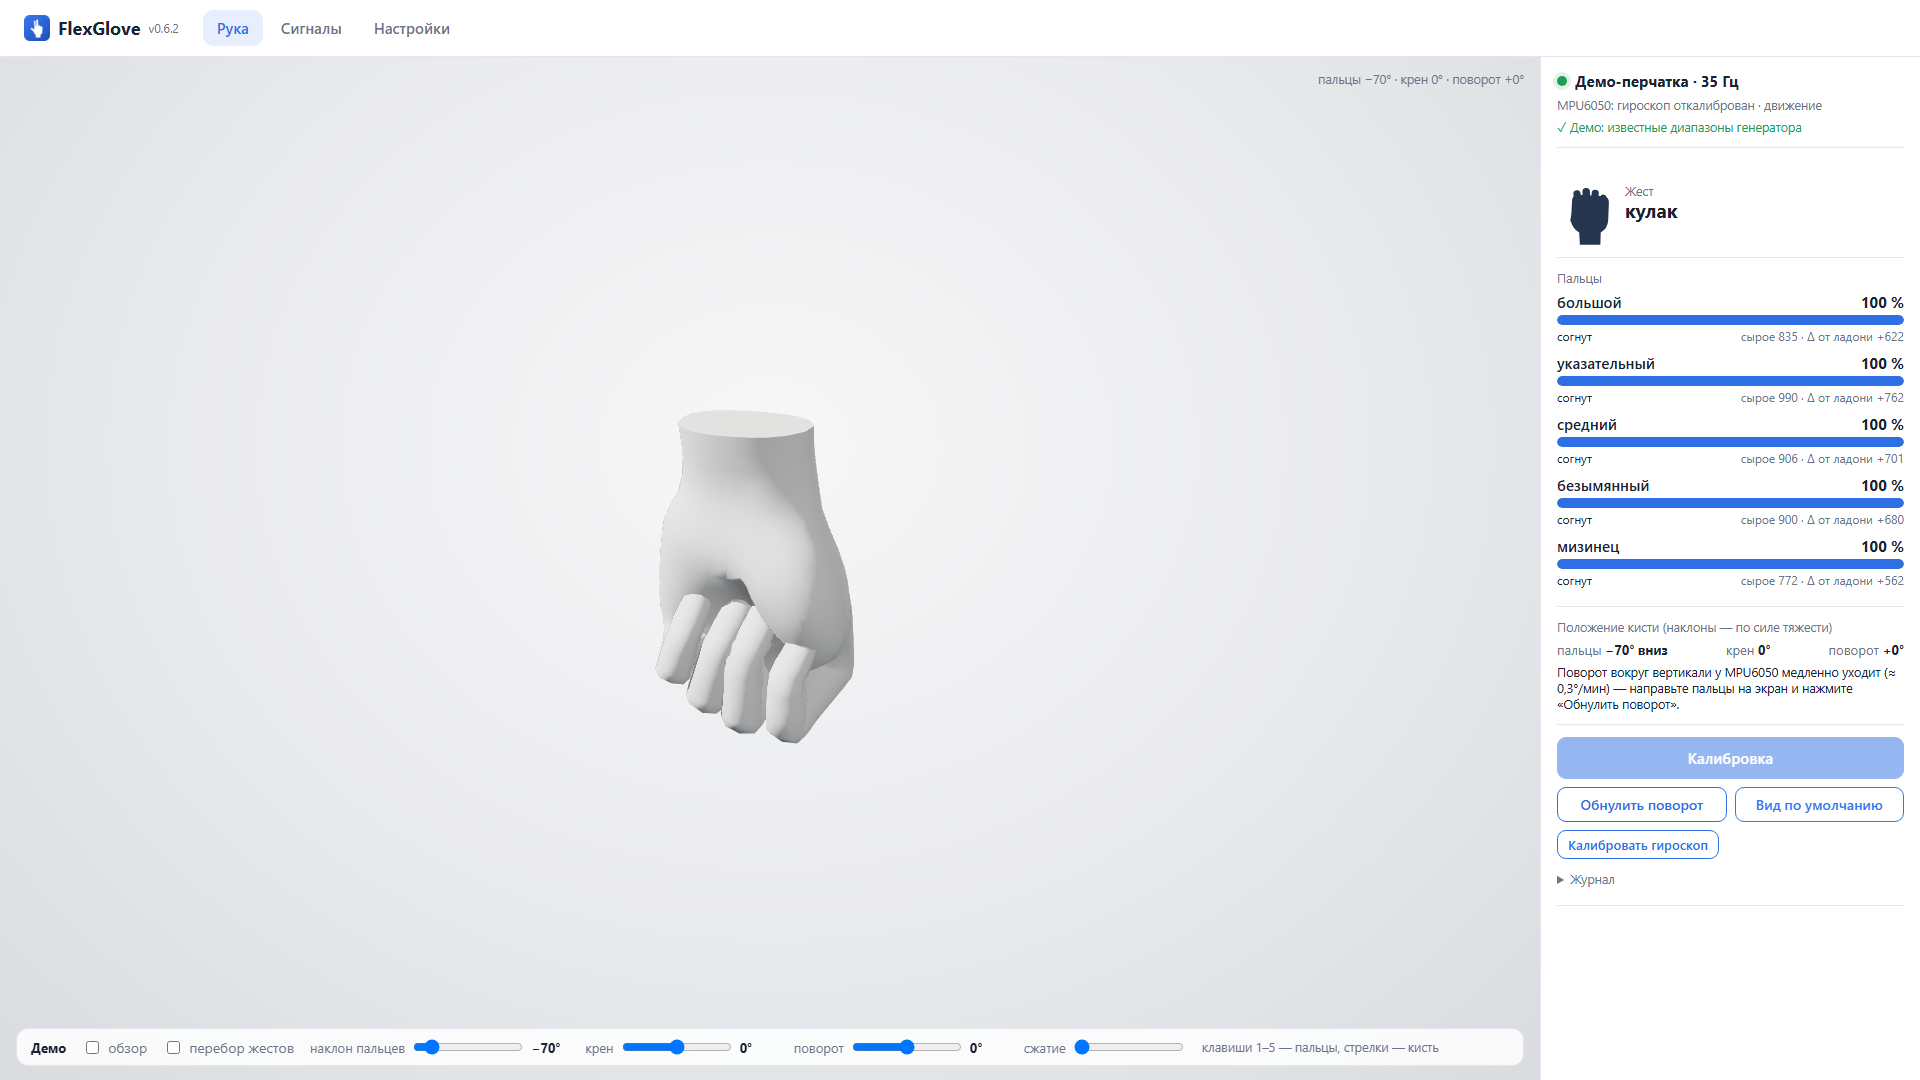 FlexGlove v0.6.2 Рука Сигналы Настройки
пальцы −70° · крен 0° · поворот +0°
Демо-перчатка · 35 Гц
MPU6050: гироскоп откалиброван · движение
✓ Демо: известные диапазоны генератора
Жест
кулак
Пальцы
большой 100 %
согнут сырое 835 · Δ от ладони +622
указательный 100 %
согнут сырое 990 · Δ от ладони +762
средний 100 %
согнут сырое 906 · Δ от ладони +701
безымянный 100 %
согнут сырое 900 · Δ от ладони +680
мизинец 100 %
согнут сырое 772 · Δ от ладони +562
Положение кисти (наклоны — по силе тяжести)
пальцы −70° вниз крен 0° поворот +0°
Поворот вокруг вертикали у MPU6050 медленно уходит (≈
0,3°/мин) — направьте пальцы на экран и нажмите
«Обнулить поворот».
Калибровка
Обнулить поворот Вид по умолчанию
Калибровать гироскоп
▶ Журнал
Демо обзор перебор жестов наклон пальцев −70° крен 0° поворот 0° сжатие клавиши 1–5 — пальцы, стрелки — кисть